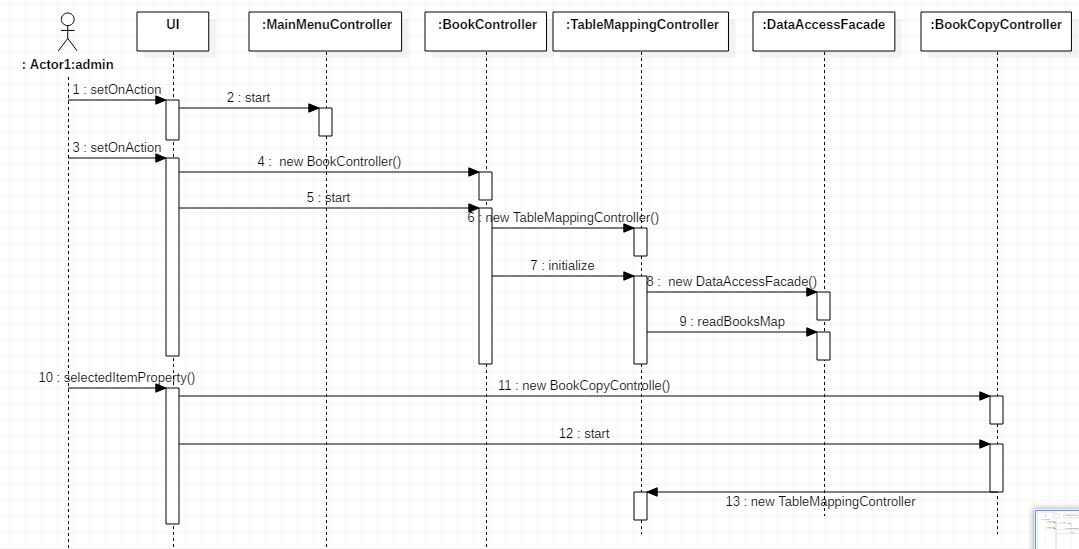 UI
:MainMenuController
:BookController
:TableMappingController
:DataAccessFacade
:BookCopyController
: Actor1:admin
1 : setOnAction
2 : start
3 : setOnAction
4 : new BookController()
5 : start
6 : new TableMappingController()
7 : initialize
8 : new DataAccessFacade()
9 : readBooksMap
10 : selectedItemProperty()
11 : new BookCopyControlle()
12 : start
13 : new TableMappingController